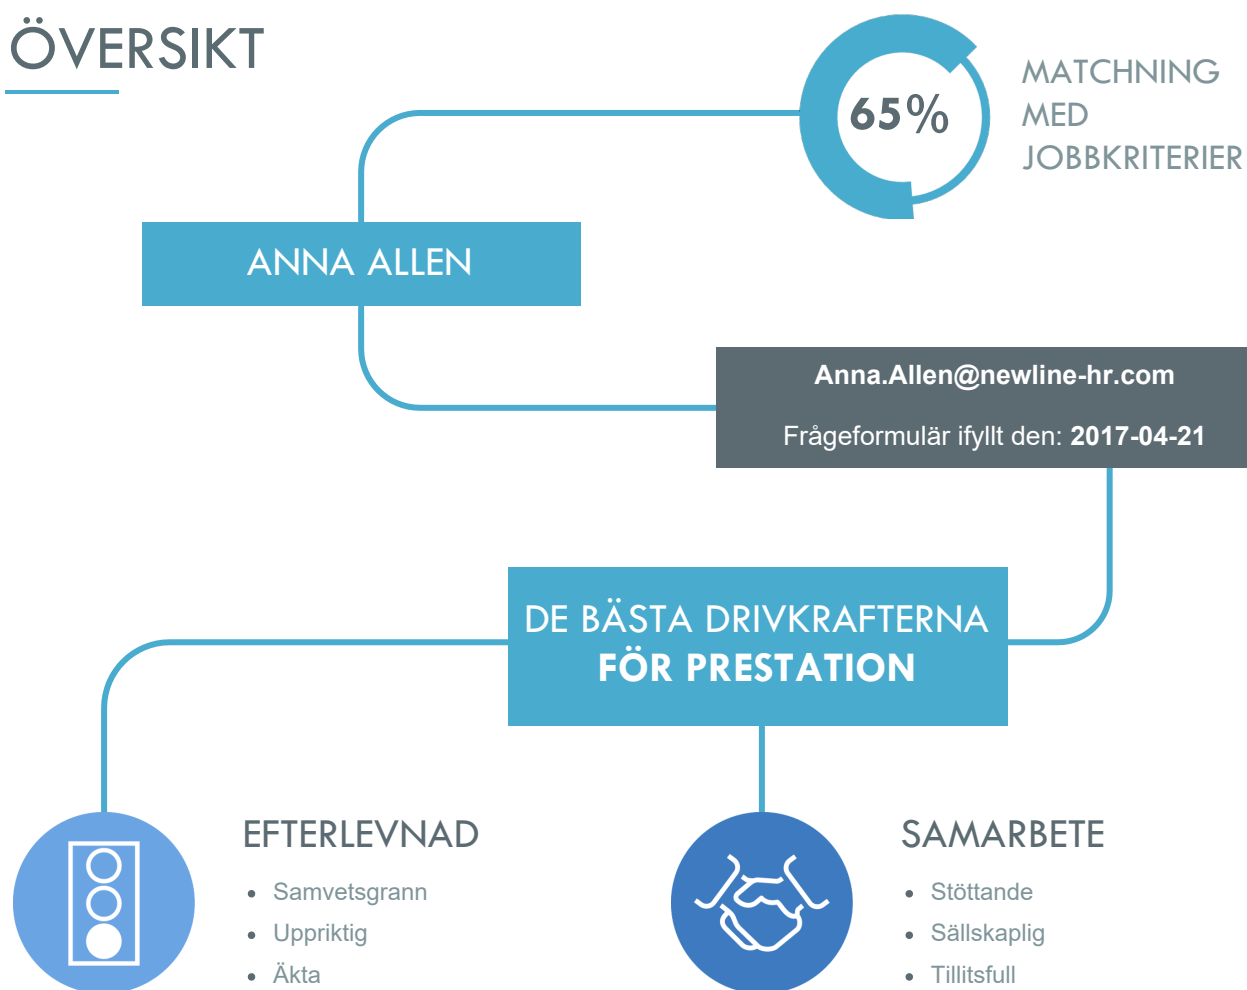 ÖVERSIKT
65%
MATCHNING
MED
JOBBKRITERIER
ANNA ALLEN
Anna.Allen@newline-hr.com
Frågeformulär ifyllt den: 2017-04-21
DE BÄSTA DRIVKRAFTERNA
FÖR PRESTATION
EFTERLEVNAD
• Samvetsgrann
• Uppriktig
• Äkta
SAMARBETE
• Stöttande
• Sällskaplig
• Tillitsfull